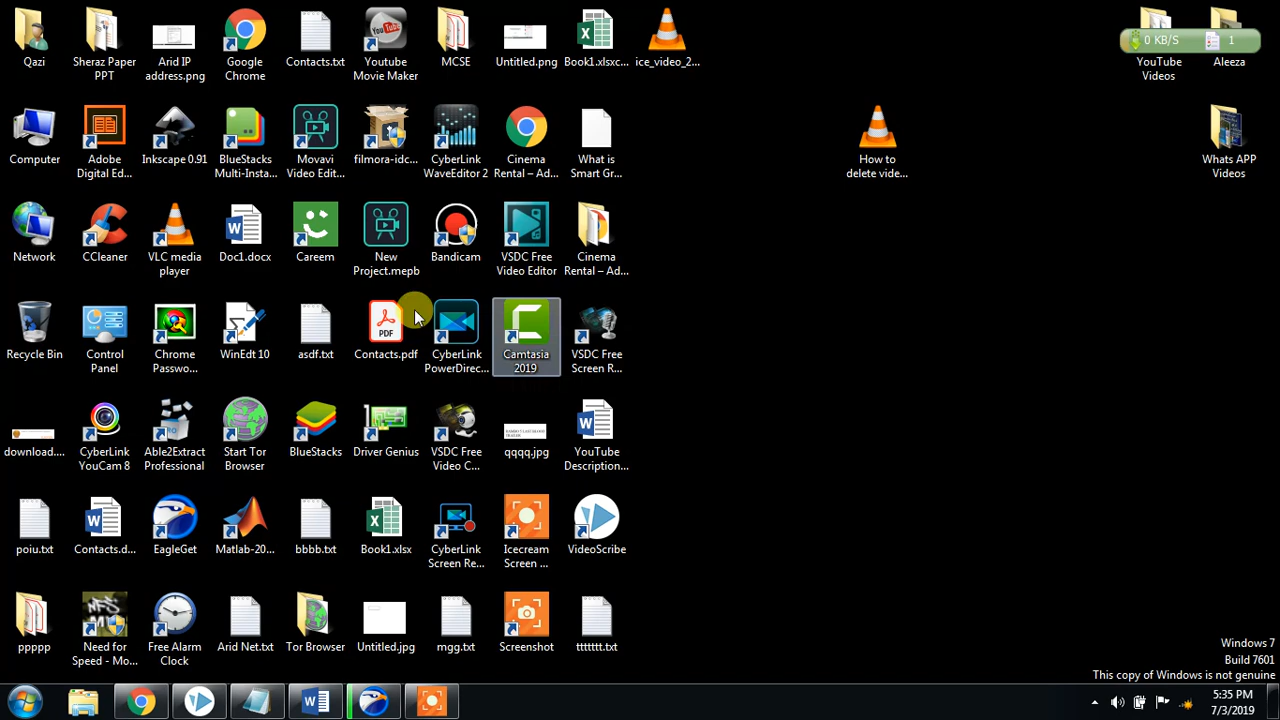 Qazi
Sheraz Paper
PPT
Arid IP
address.png
Google
Chrome
Contacts.txt
You Tube
Youtube
Movie Maker
MCSE
Untitled.png
Book1.xlsxc...
ice_video_2...
0 KB/S
1
YouTube
Videos
Aleeza
Computer
Adobe
Digital Ed...
Inkscape 0.91
BlueStacks
Multi-Insta...
Movavi
Video Edit...
filmora-idc...
CyberLink
WaveEditor 2
Cinema
Rental – Ad...
What is
Smart Gr...
How to
delete vide...
Whats APP
Videos
Network
CCleaner
VLC media
player
Doc1.docx
Careem
New
Project.mepb
Bandicam
VSDC Free
Video Editor
Cinema
Rental – Ad...
Recycle Bin
Control
Panel
Chrome
Passwo...
WinEdt 10
asdf.txt
PDF
Contacts.pdf
CyberLink
PowerDirec...
Camtasia
2019
VSDC Free
Screen R...
download....
CyberLink
YouCam 8
Able2Extract
Professional
Start Tor
Browser
BlueStacks
Driver Genius
VSDC Free
Video C...
qqqq.jpg
YouTube
Description...
poiu.txt
Contacts.d...
EagleGet
Matlab-20...
bbbb.txt
Book1.xlsx
CyberLink
Screen Re...
Icecream
Screen ...
VideoScribe
ppppp
Need for
Speed - Mo...
Free Alarm
Clock
Arid Net.txt
Tor Browser
Untitled.jpg
mgg.txt
Screenshot
ttttttt.txt
Windows 7
Build 7601
This copy of Windows is not genuine
5:35 PM
7/3/2019